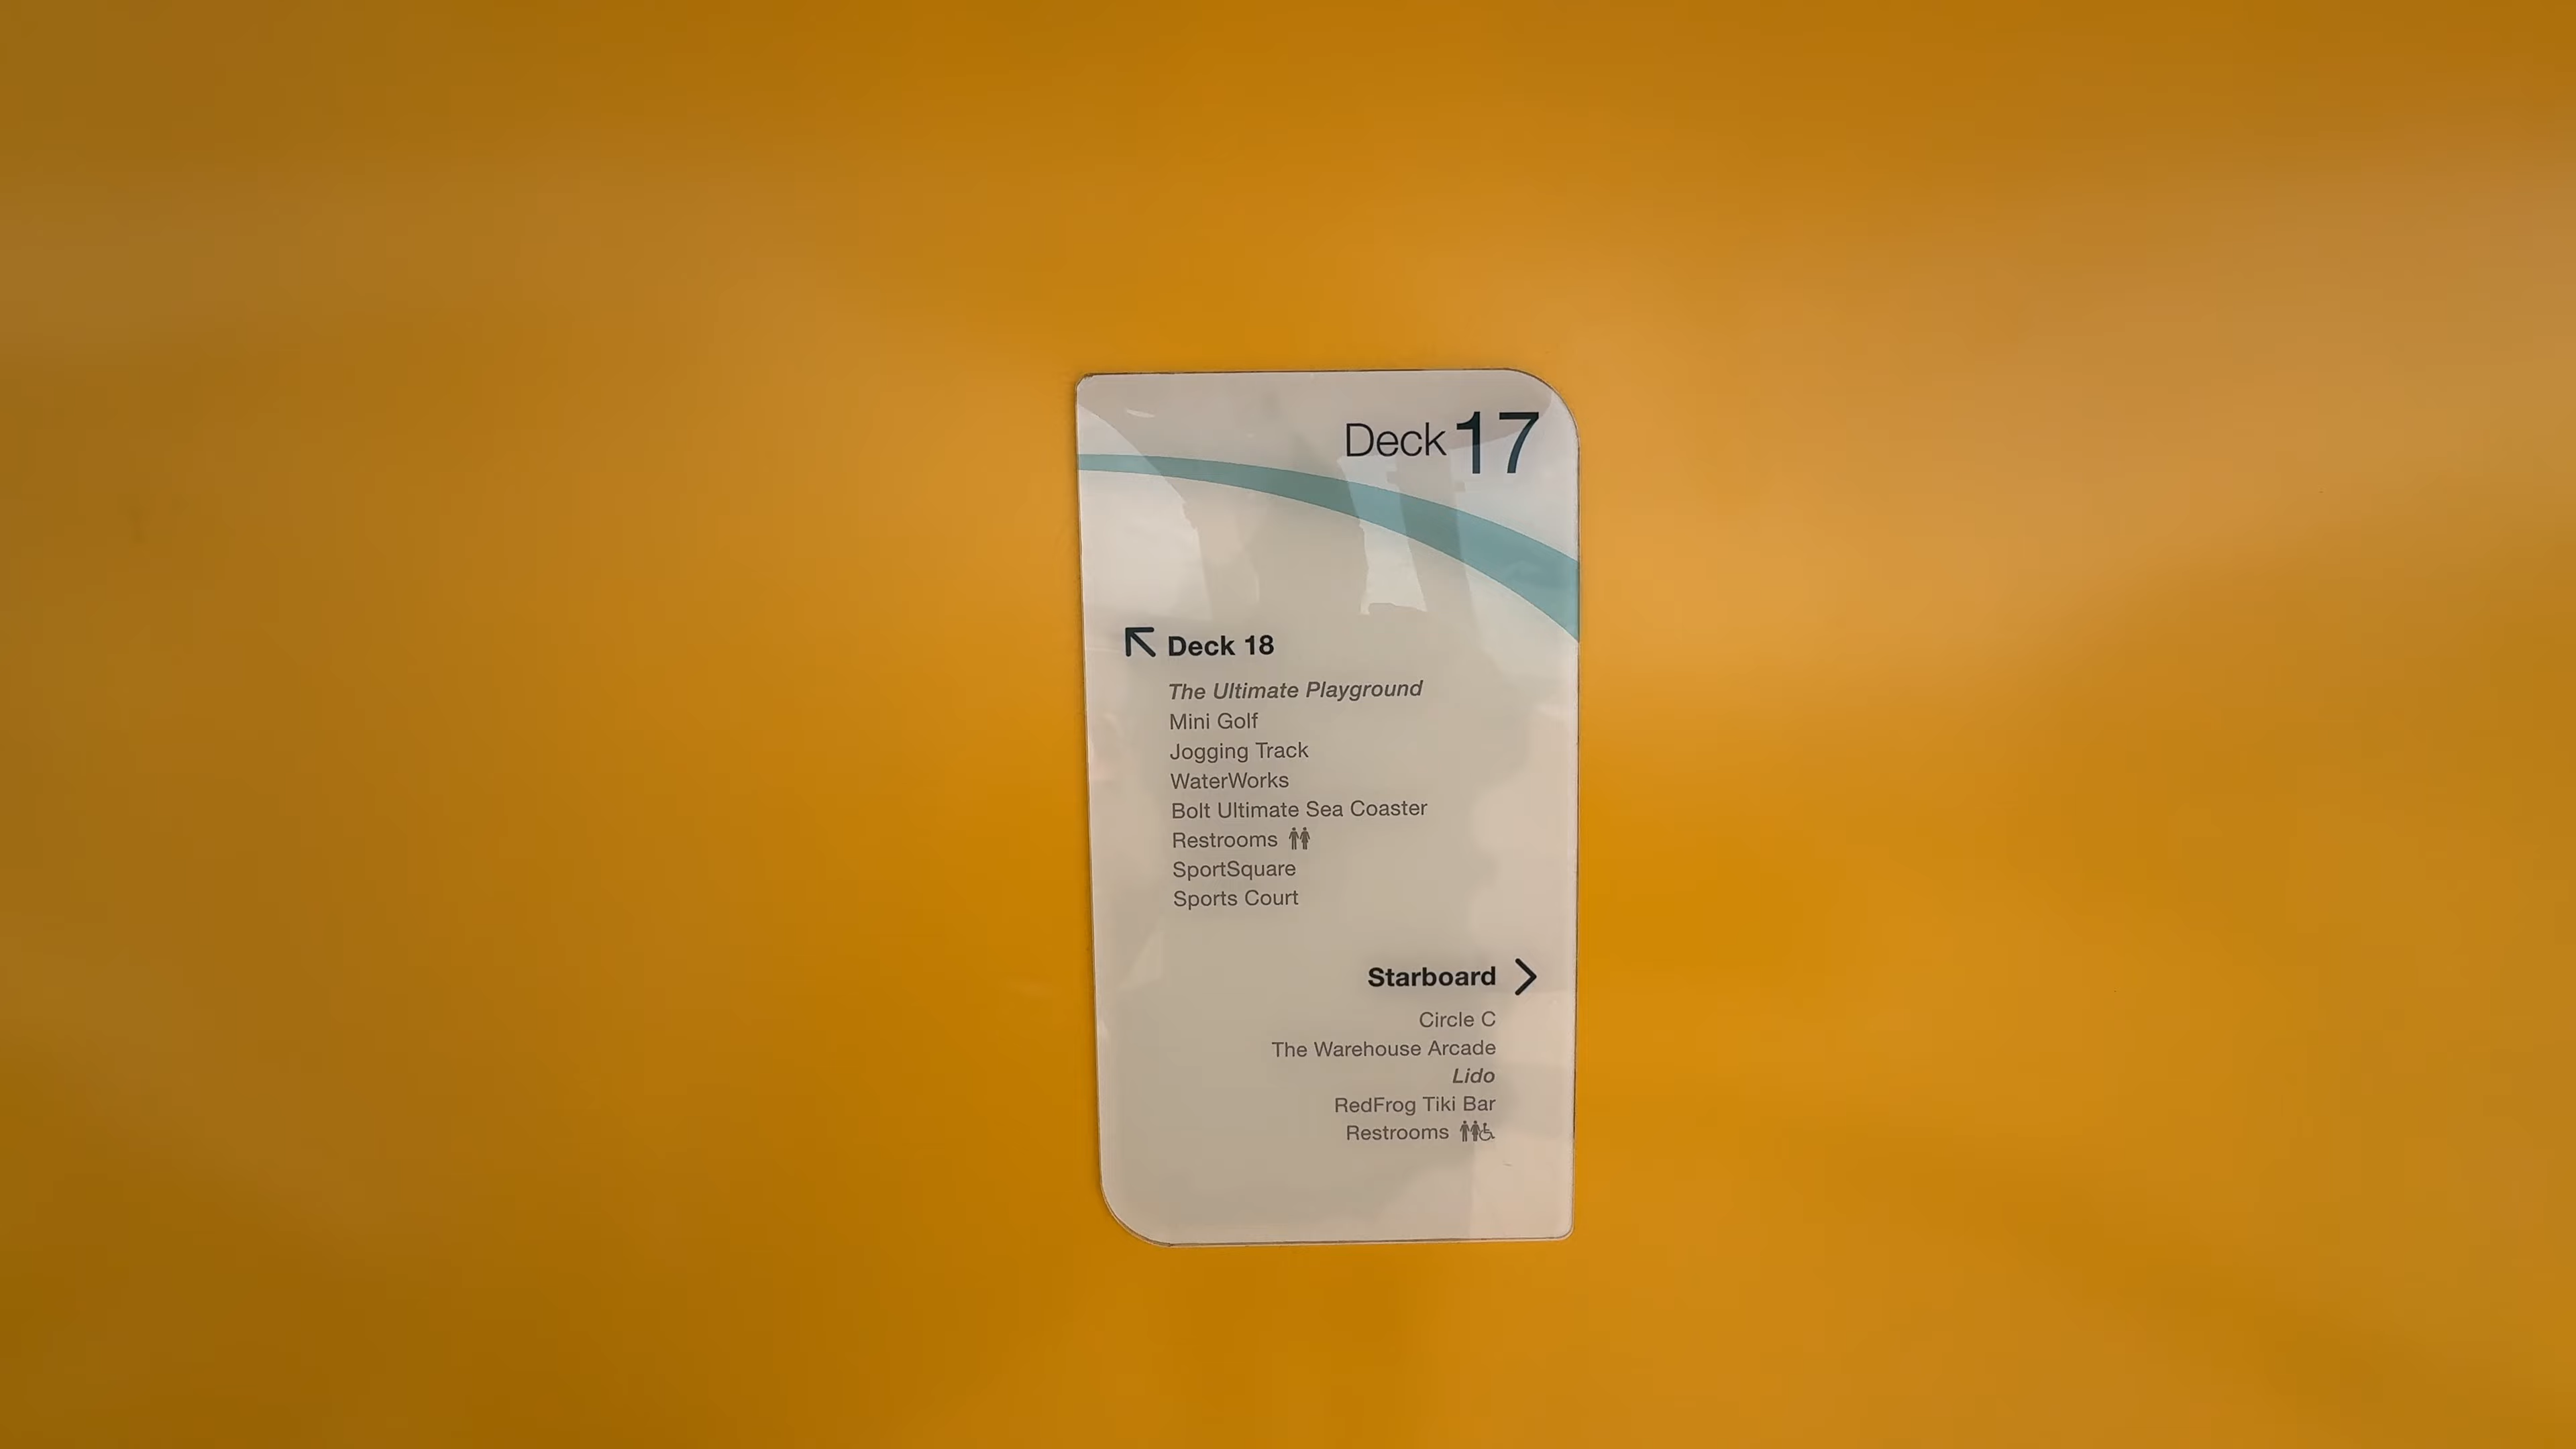 Deck 17
Deck 18
The Ultimate Playground
Mini Golf
Jogging Track
WaterWorks
Bolt Ultimate Sea Coaster
Restrooms
SportSquare
Sports Court
Starboard
Circle C
The Warehouse Arcade
Lido
RedFrog Tiki Bar
Restrooms